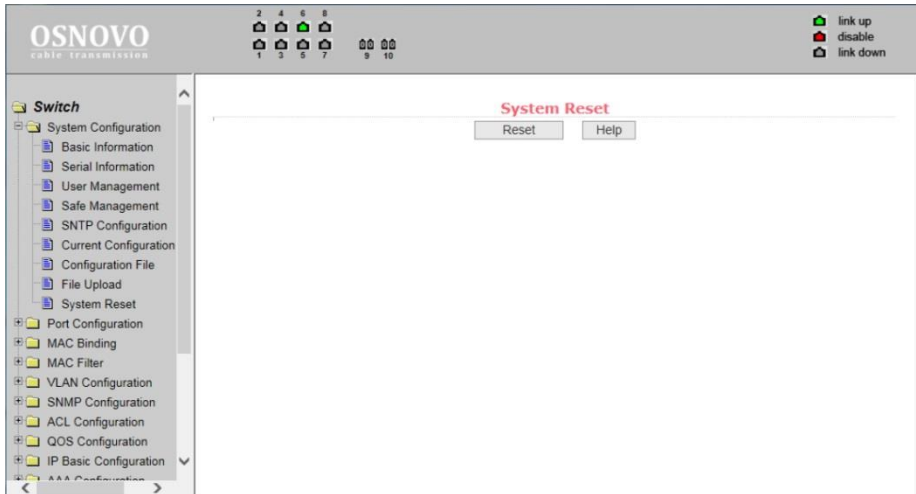 OSNOVO
cable transmission
2 4 6 8
1 3 5 7 9 10
link up
disable
link down
Switch
System Configuration
Basic Information
Serial Information
User Management
Safe Management
SNTP Configuration
Current Configuration
Configuration File
File Upload
System Reset
Port Configuration
MAC Binding
MAC Filter
VLAN Configuration
SNMP Configuration
ACL Configuration
QOS Configuration
IP Basic Configuration
AAA Configuration
System Reset
Reset Help